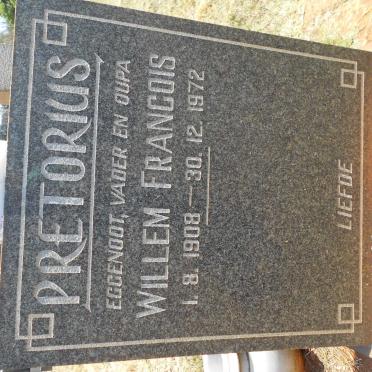 PRETORIUS
EGGENOOT, VADER EN OUPA
WILLEM FRANCOIS
1. 8. 1908 — 30. 12. 1972
LIEFDE